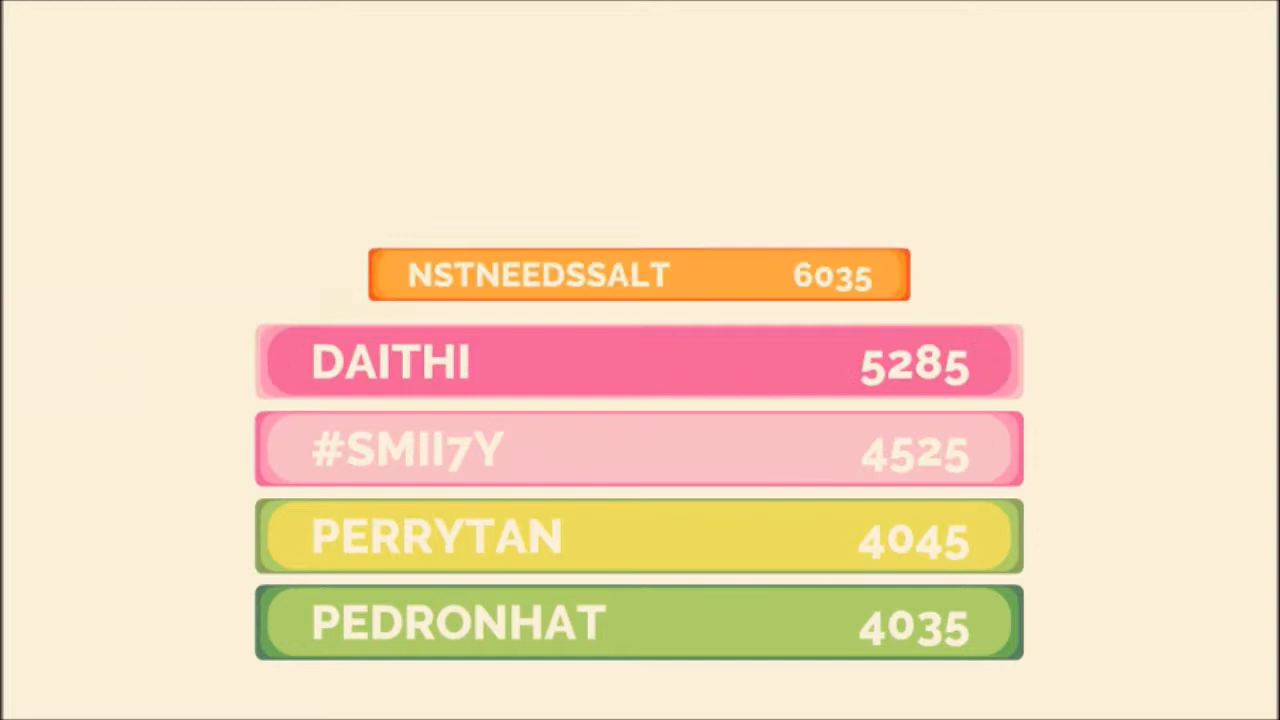 NSTNEEDSSALT 6035
DAITHI 5285
#SMII7Y 4525
PERRYTAN 4045
PEDRONHAT 4035